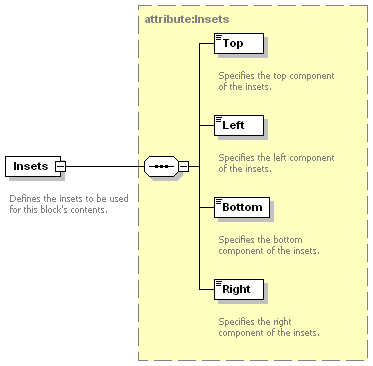 attribute:Insets
Top
Specifies the top component
of the insets.
Left
Specifies the left component
of the insets.
Insets
Defines the insets to be used
for this block's contents.
Bottom
Specifies the bottom
component of the insets.
Right
Specifies the right
component of the insets.